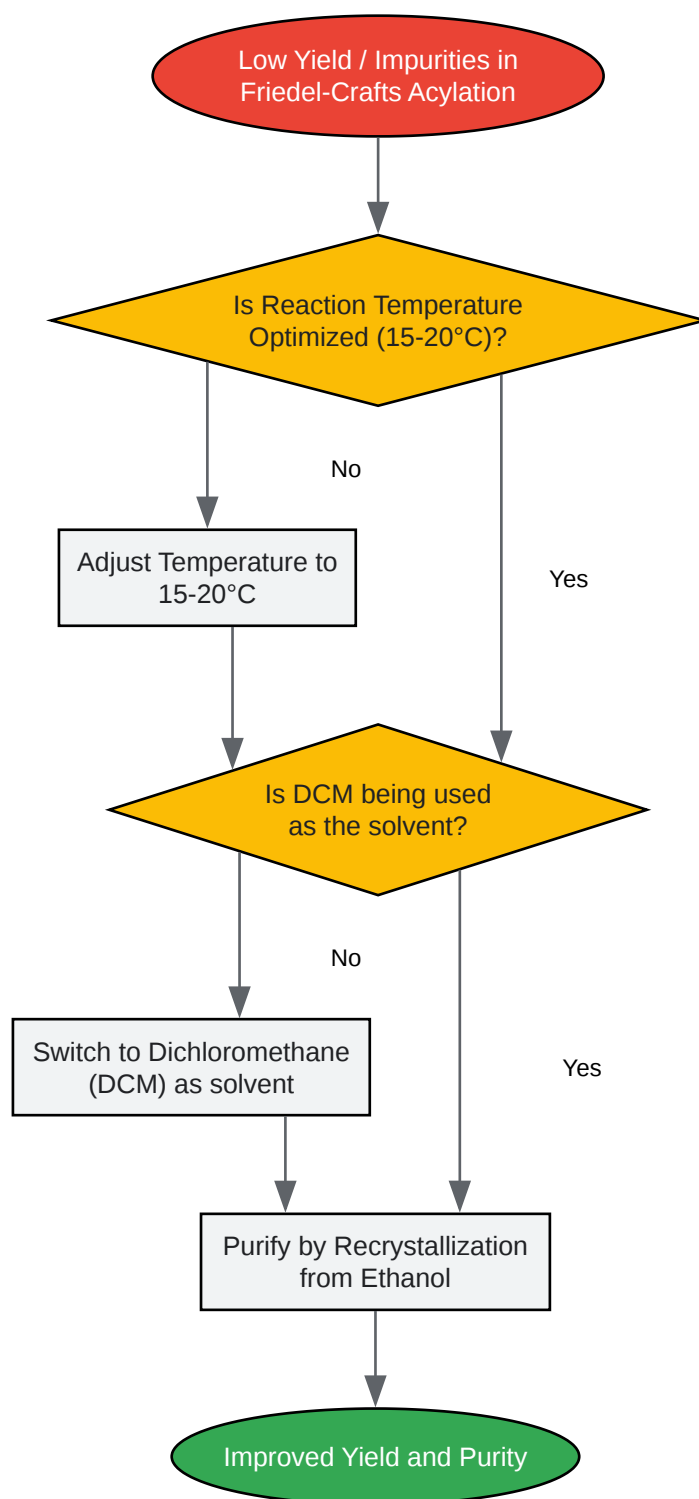 Low Yield / Impurities in
Friedel-Crafts Acylation
Is Reaction Temperature
Optimized (15-20°C)?
No
Adjust Temperature to
15-20°C
Yes
Is DCM being used
as the solvent?
No
Switch to Dichloromethane
(DCM) as solvent
Yes
Purify by Recrystallization
from Ethanol
Improved Yield and Purity